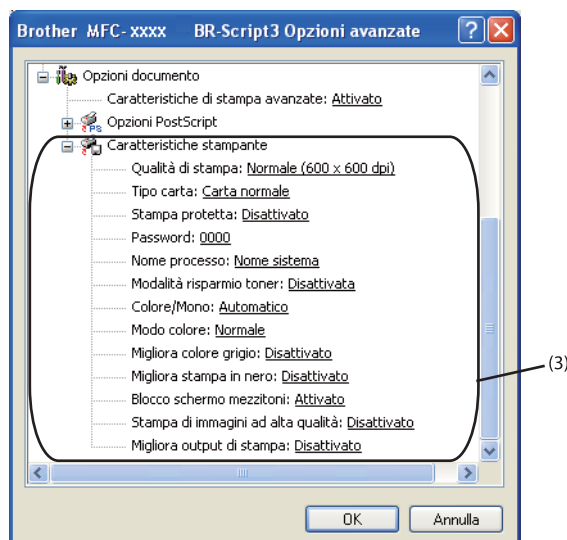 Brother MFC- xxxx BR-Script3 Opzioni avanzate
Opzioni documento
Caratteristiche di stampa avanzate: Attivato
PS Opzioni PostScript
Caratteristiche stampante
Qualità di stampa: Normale (600 x 600 dpi)
Tipo carta: Carta normale
Stampa protetta: Disattivato
Password: 0000
Nome processo: Nome sistema
Modalità risparmio toner: Disattivata
Colore/Mono: Automatico
Modo colore: Normale
Migliora colore grigio: Disattivato
Migliora stampa in nero: Disattivato
Blocco schermo mezzitoni: Attivato
Stampa di immagini ad alta qualità: Disattivato
Migliora output di stampa: Disattivato
(3)
OK Annulla